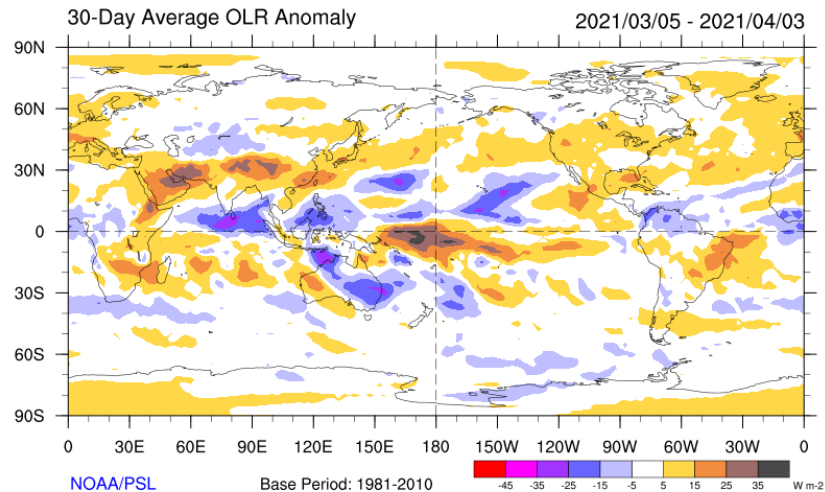 30-Day Average OLR Anomaly
2021/03/05 - 2021/04/03
90N
60N
30N
0
30S
60S
90S
0 30E 60E 90E 120E 150E 180 150W 120W 90W 60W 30W 0
NOAA/PSL
Base Period: 1981-2010
-45 -35 -25 -15 -5 5 15 25 35 W m-2